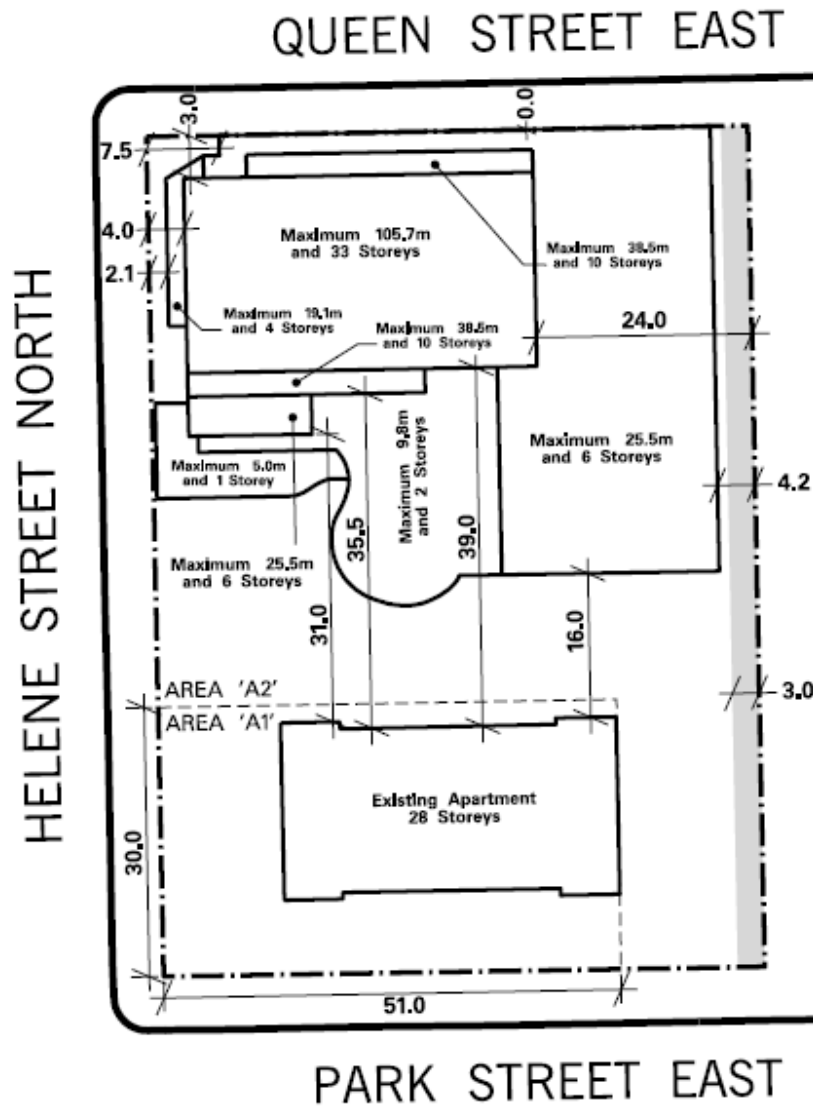 QUEEN STREET EAST
3.0
0.0
7.5
4.0
2.1
Maximum 105.7m
and 33 Storeys
Maximum 38.5m
and 10 Storeys
Maximum 19.1m
and 4 Storeys
Maximum 38.5m
and 10 Storeys
24.0
HELENE STREET NORTH
Maximum 9.8m
and 2 Storeys
Maximum 25.5m
and 6 Storeys
Maximum 5.0m
and 1 Storey
4.2
35.5
39.0
Maximum 25.5m
and 6 Storeys
31.0
16.0
AREA 'A2'
AREA 'A1'
3.0
Existing Apartment
28 Storeys
30.0
51.0
PARK STREET EAST